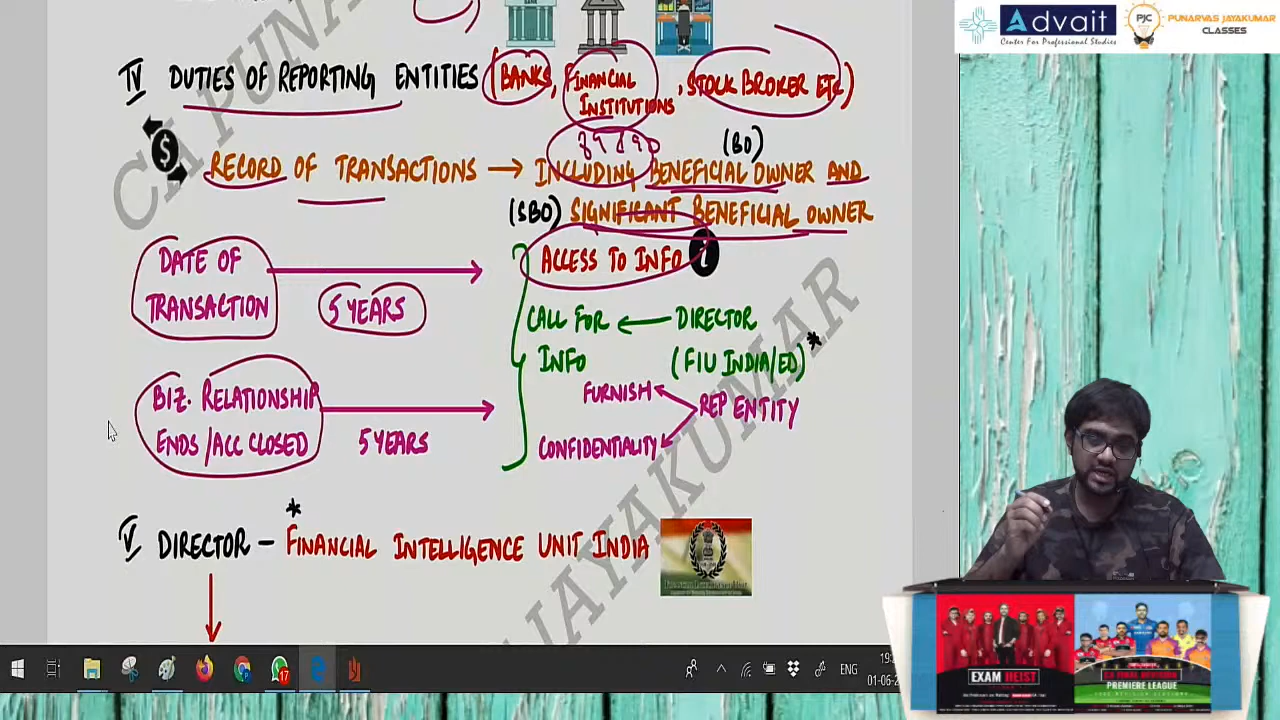 Advait
Center For Professional Studies
PJC
PUNARVAS JAYAKUMAR
CLASSES
BANK
IV DUTIES OF REPORTING ENTITIES (BANKS, FINANCIAL INSTITUTIONS, STOCK BROKER ETC)
(BO)
RECORD OF TRANSACTIONS → INCLUDING BENEFICIAL OWNER AND
(SBO) SIGNIFICANT BENEFICIAL OWNER
DATE OF
TRANSACTION
5 YEARS
ACCESS TO INFO i
CALL FOR ← DIRECTOR
INFO (FIU INDIA/ED)*
FURNISH
REP ENTITY
CONFIDENTIALITY
BIZ. RELATIONSHIP
ENDS/ACC CLOSED
5 YEARS
*
V DIRECTOR – FINANCIAL INTELLIGENCE UNIT INDIA
JAYAKUMAR
EXAM HEIST
PREMIERE LEAGUE
17
ENG